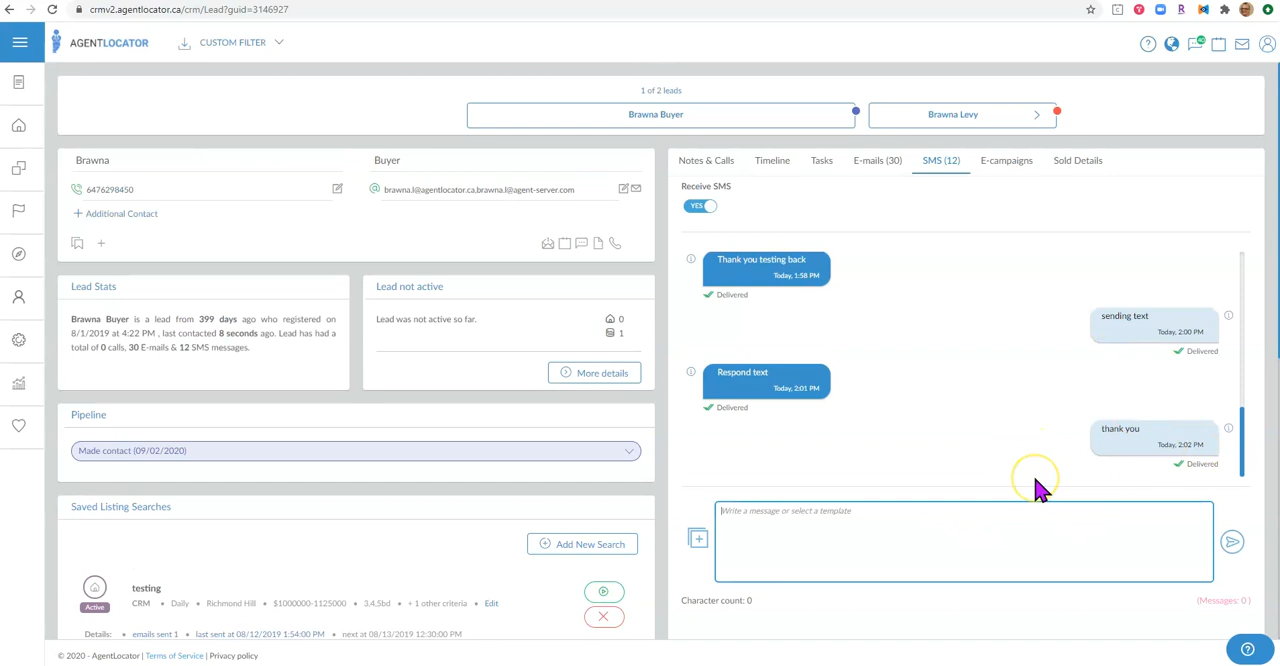 crmv2.agentlocator.ca/crm/Lead?guid=3146927
AGENTLOCATOR
CUSTOM FILTER
1 of 2 leads
Brawna Buyer
Brawna Levy
Brawna
Buyer
6476298450
brawna.l@agentlocator.ca,brawna.l@agent-server.com
Additional Contact
Lead Stats
Brawna Buyer is a lead from 399 days ago who registered on
8/1/2019 at 4:22 PM , last contacted 8 seconds ago. Lead has had a
total of 0 calls, 30 E-mails & 12 SMS messages.
Lead not active
Lead was not active so far.
0
1
More details
Pipeline
Made contact (09/02/2020)
Saved Listing Searches
Add New Search
testing
Active
CRM • Daily • Richmond Hill • $1000000-1125000 • 3,4,5bd • + 1 other criteria • Edit
Details: • emails sent 1 • last sent at 08/12/2019 1:54:00 PM • next at 08/13/2019 12:30:00 PM
Notes & Calls
Timeline
Tasks
E-mails (30)
SMS (12)
E-campaigns
Sold Details
Receive SMS
YES
Thank you testing back
Today, 1:58 PM
Delivered
sending text
Today, 2:00 PM
Delivered
Respond text
Today, 2:01 PM
Delivered
thank you
Today, 2:02 PM
Delivered
Write a message or select a template
Character count: 0
(Messages: 0 )
© 2020 - AgentLocator | Terms of Service | Privacy policy